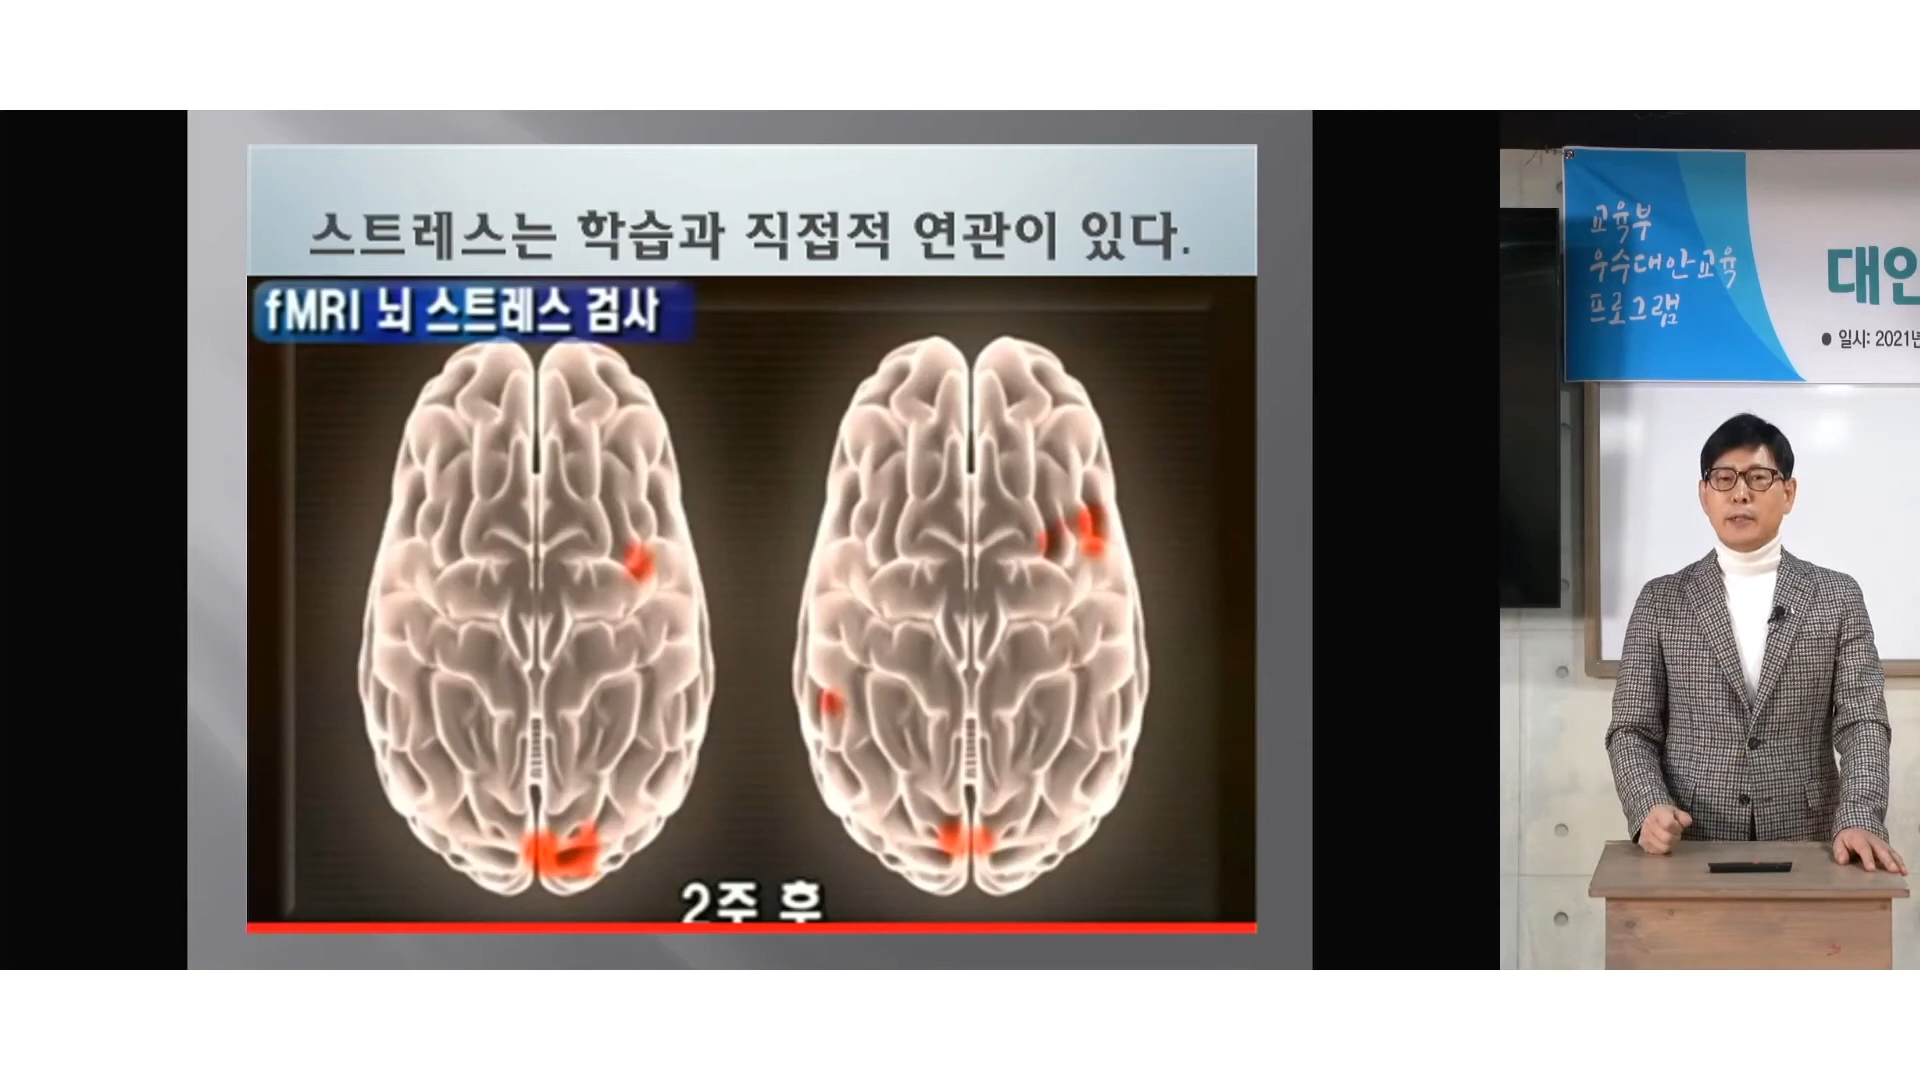 스트레스는 학습과 직접적 연관이 있다.
fMRI 뇌 스트레스 검사
2주 후
교육부
우수대안교육
프로그램
● 일시: 2021년